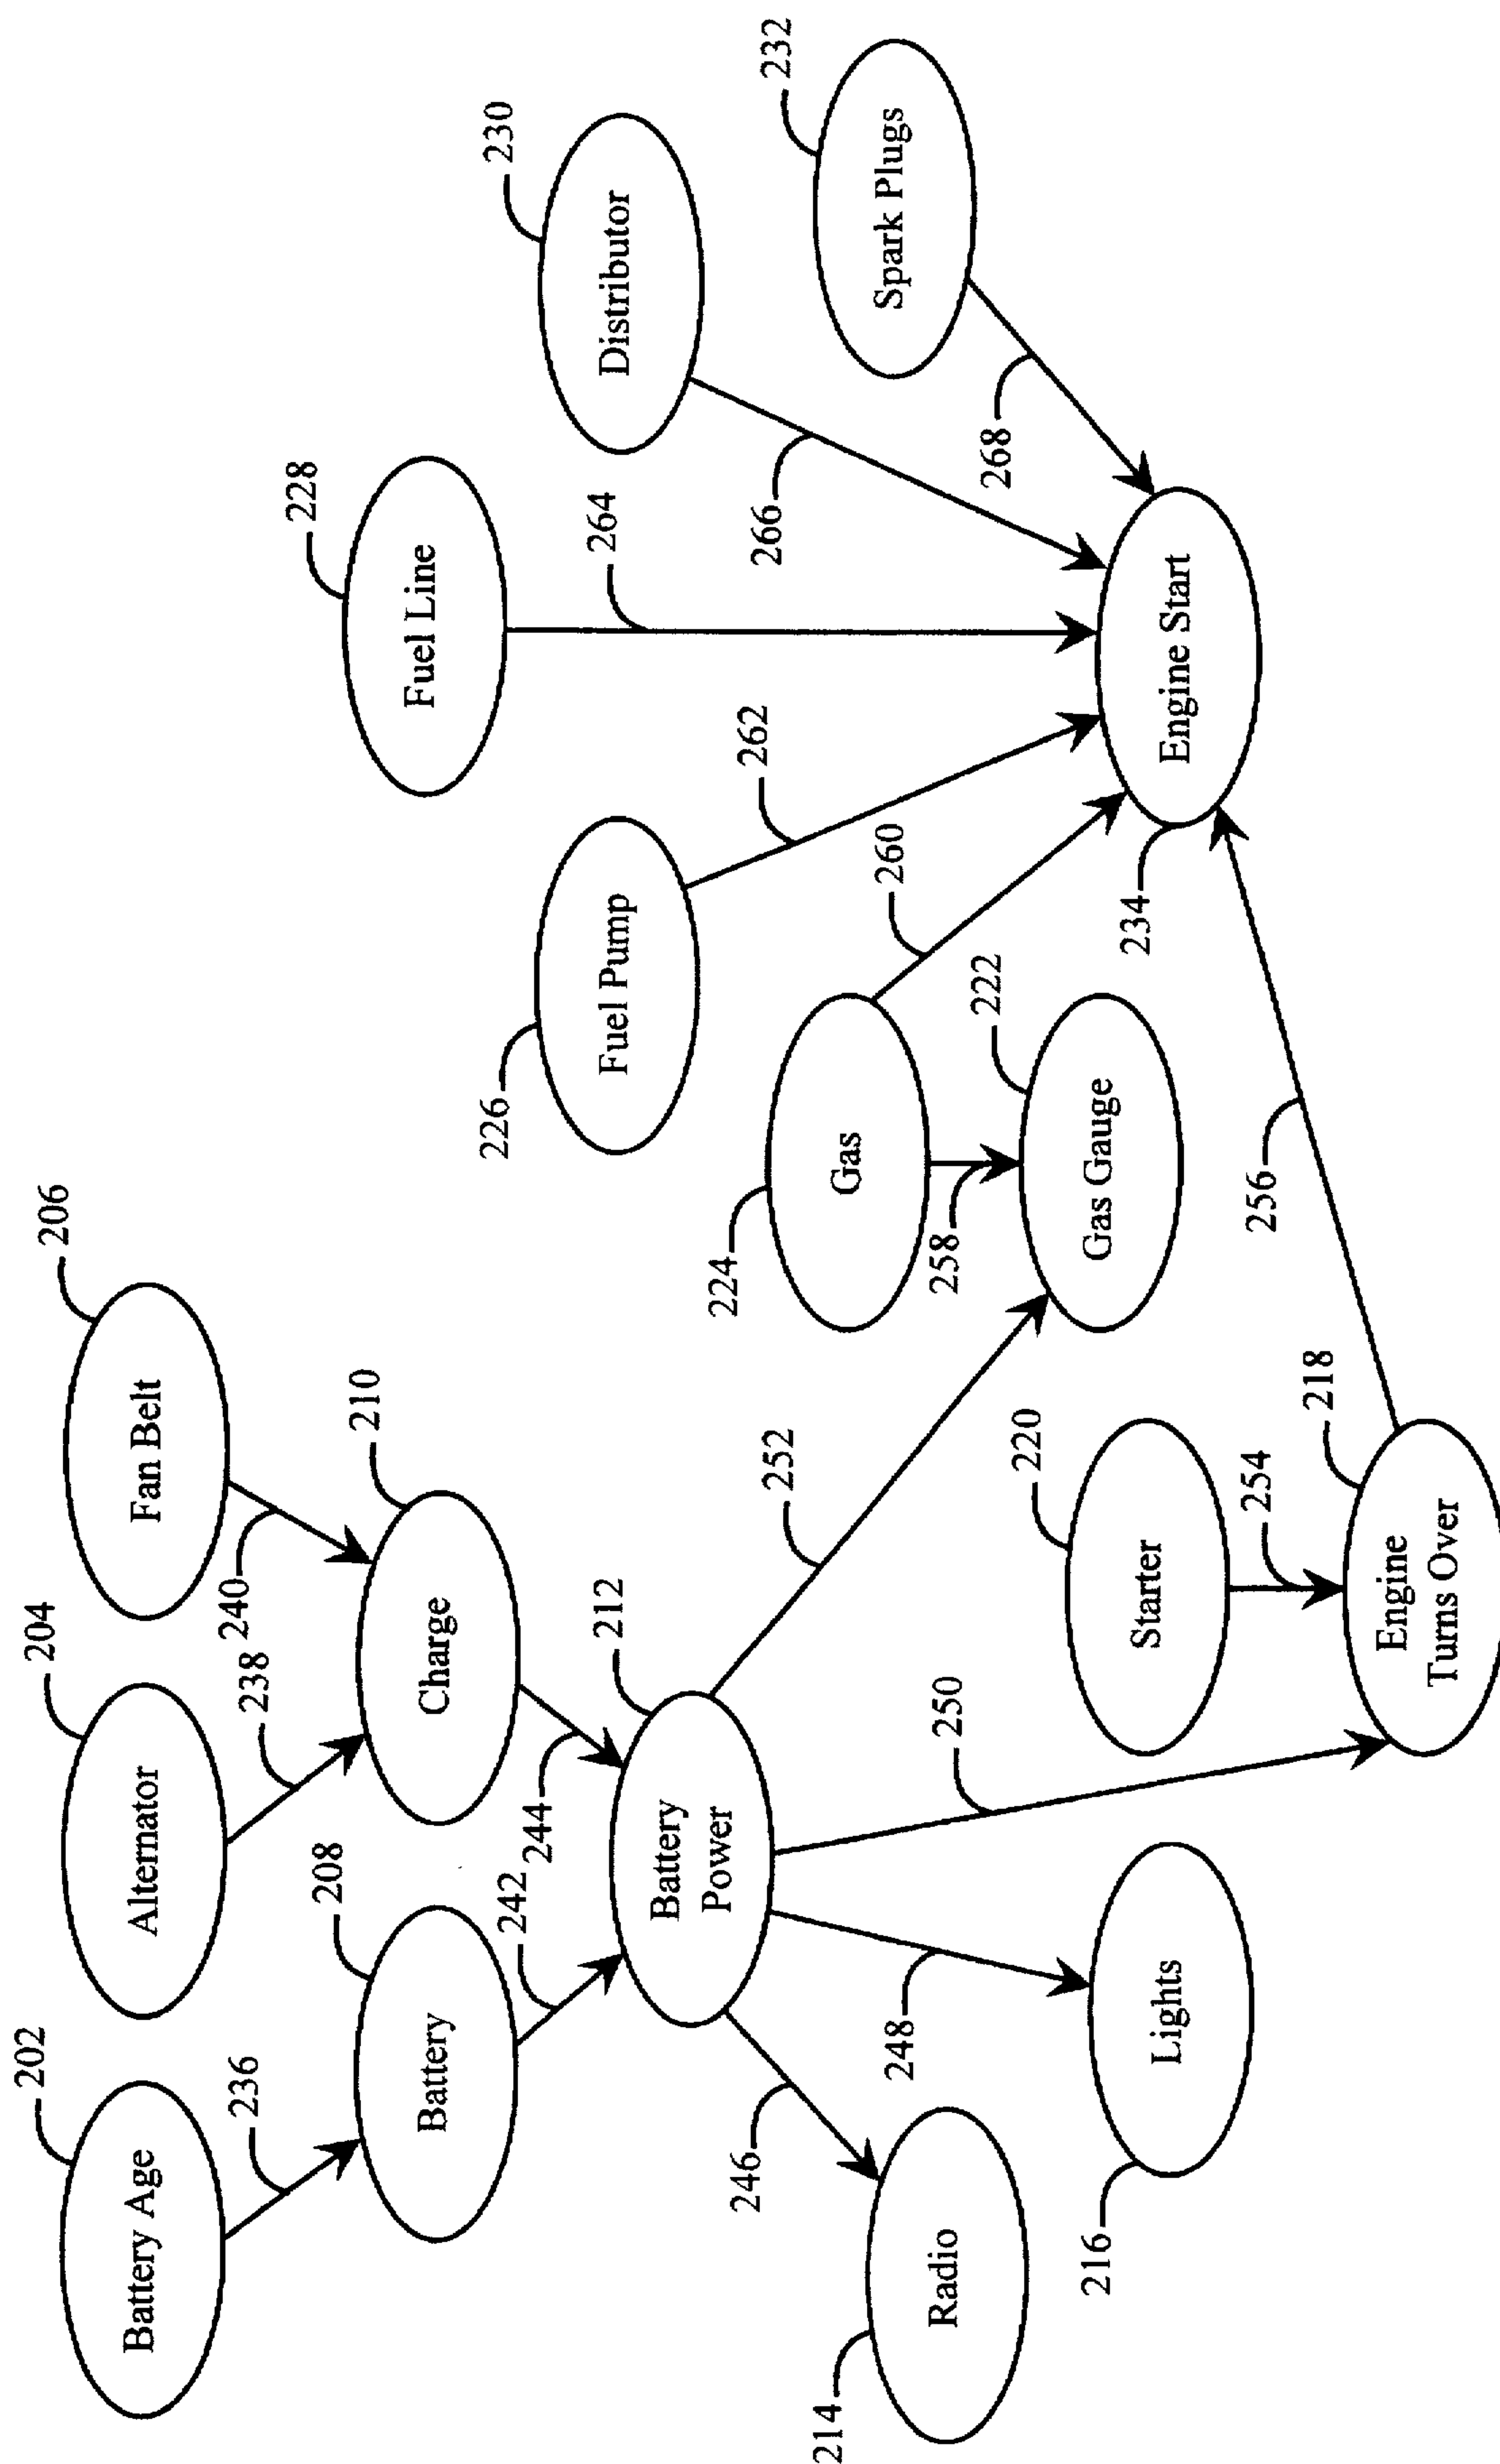 202
Battery Age
236
204
Alternator
238
206
Fan Belt
240
208
Battery
242
210
Charge
244
212
Battery
Power
246
248
250
252
214
Radio
216
Lights
220
Starter
254
218
Engine
Turns Over
256
224
Gas
258
260
222
Gas Gauge
226
Fuel Pump
262
228
Fuel Line
264
230
Distributor
266
232
Spark Plugs
268
234
Engine Start